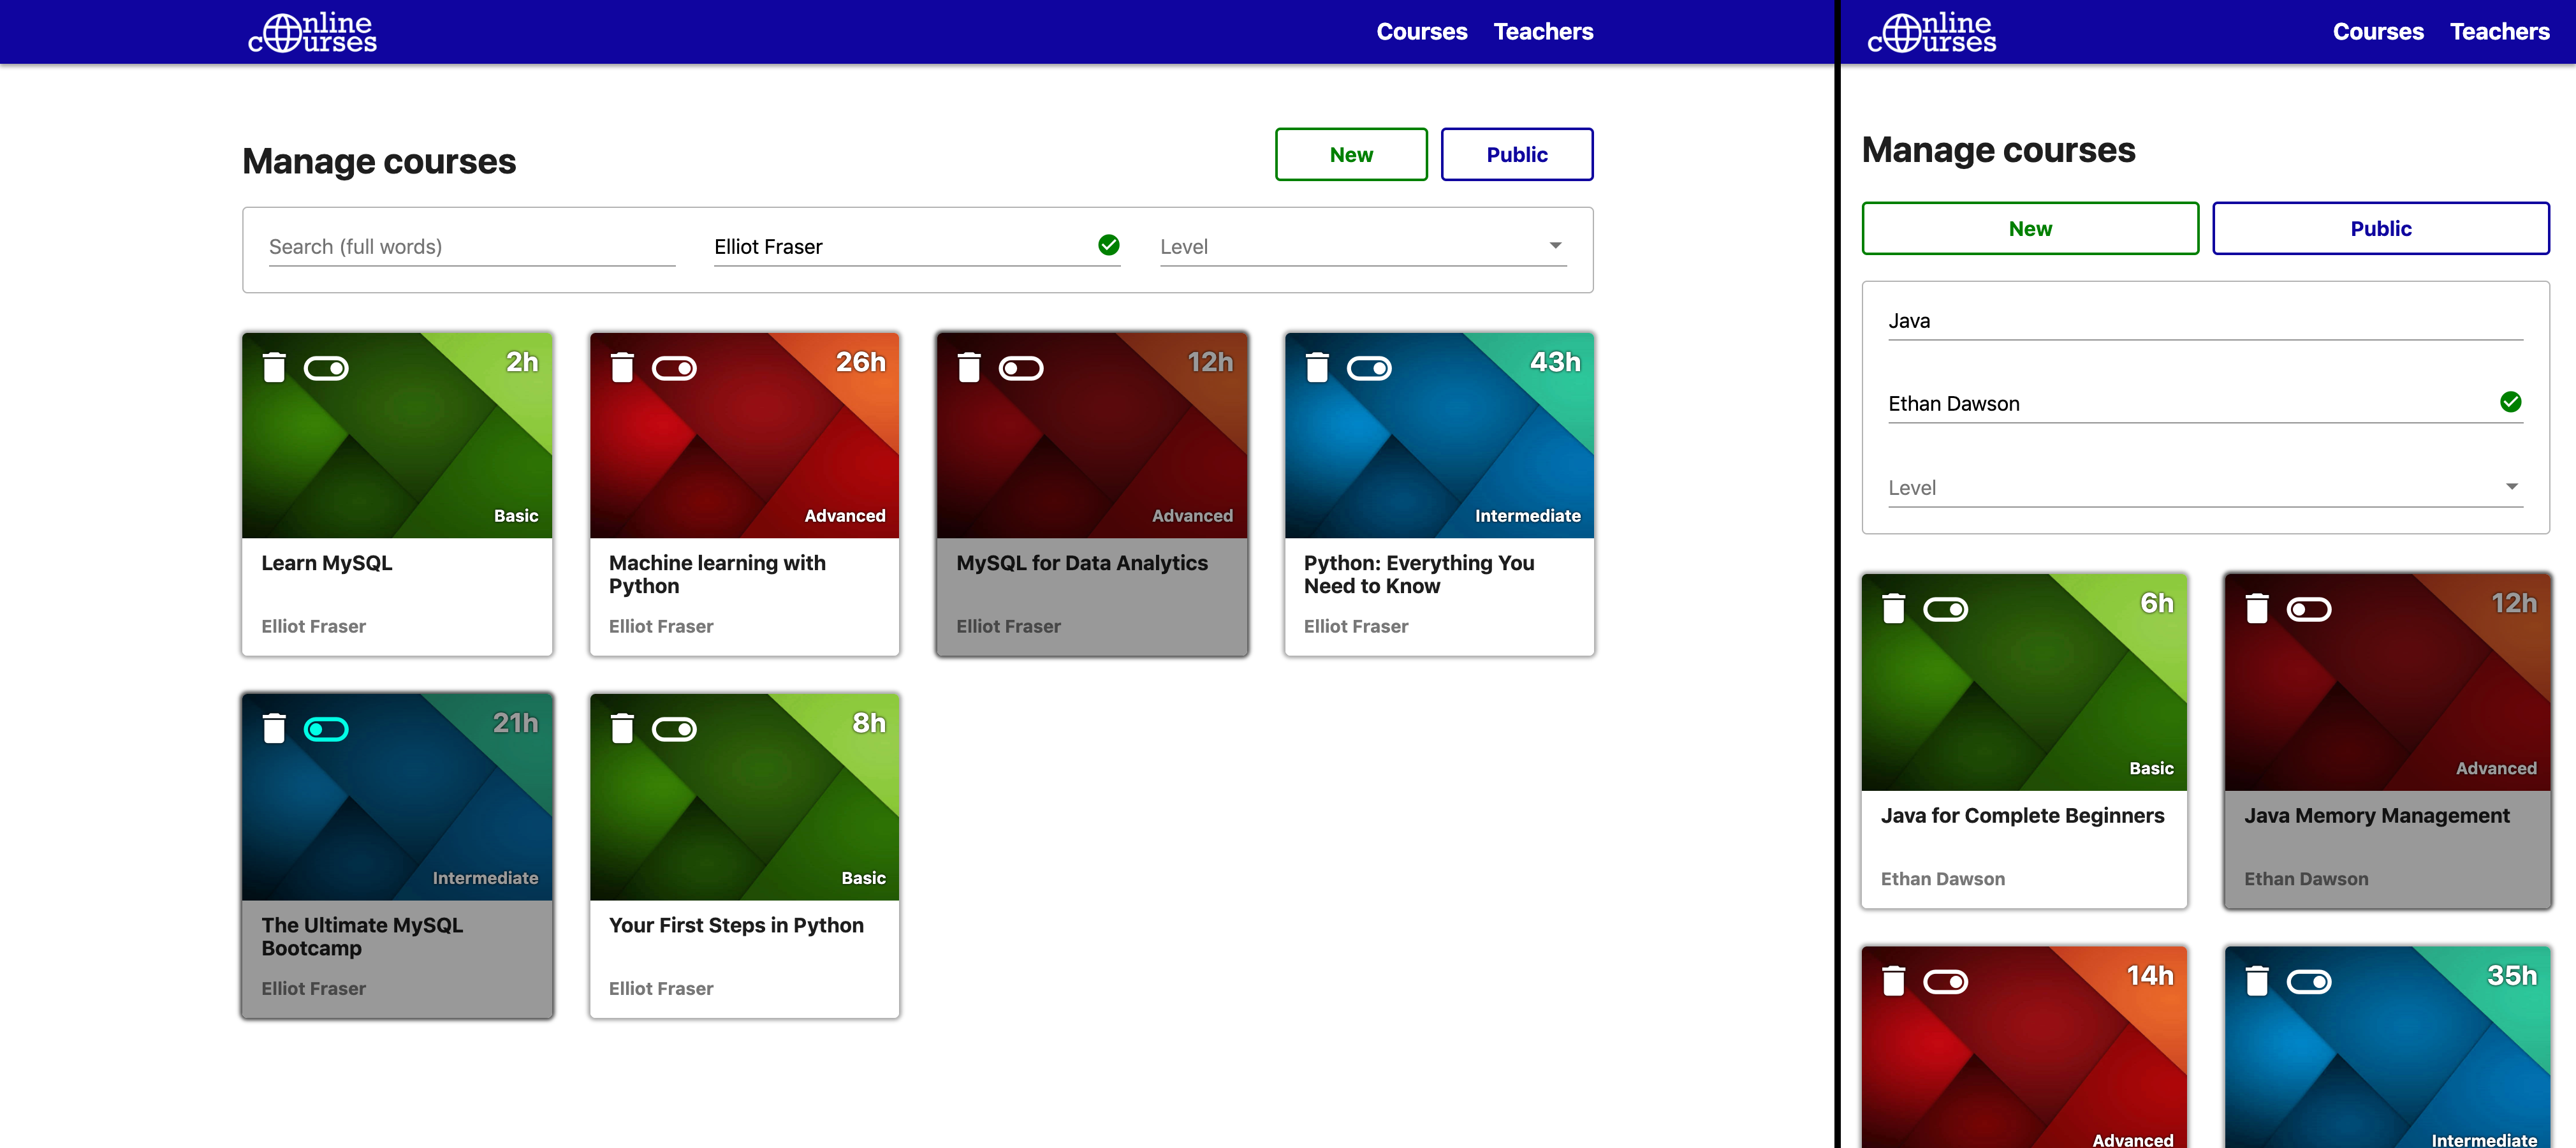 Online
Courses
Courses Teachers
Manage courses
New Public
Search (full words) Elliot Fraser Level
2h
Basic
Learn MySQL
Elliot Fraser
26h
Advanced
Machine learning with
Python
Elliot Fraser
12h
Advanced
MySQL for Data Analytics
Elliot Fraser
43h
Intermediate
Python: Everything You
Need to Know
Elliot Fraser
21h
Intermediate
The Ultimate MySQL
Bootcamp
Elliot Fraser
8h
Basic
Your First Steps in Python
Elliot Fraser
Online
Courses
Courses Teachers
Manage courses
New Public
Java
Ethan Dawson
Level
6h
Basic
Java for Complete Beginners
Ethan Dawson
12h
Advanced
Java Memory Management
Ethan Dawson
14h
Advanced
35h
Intermediate